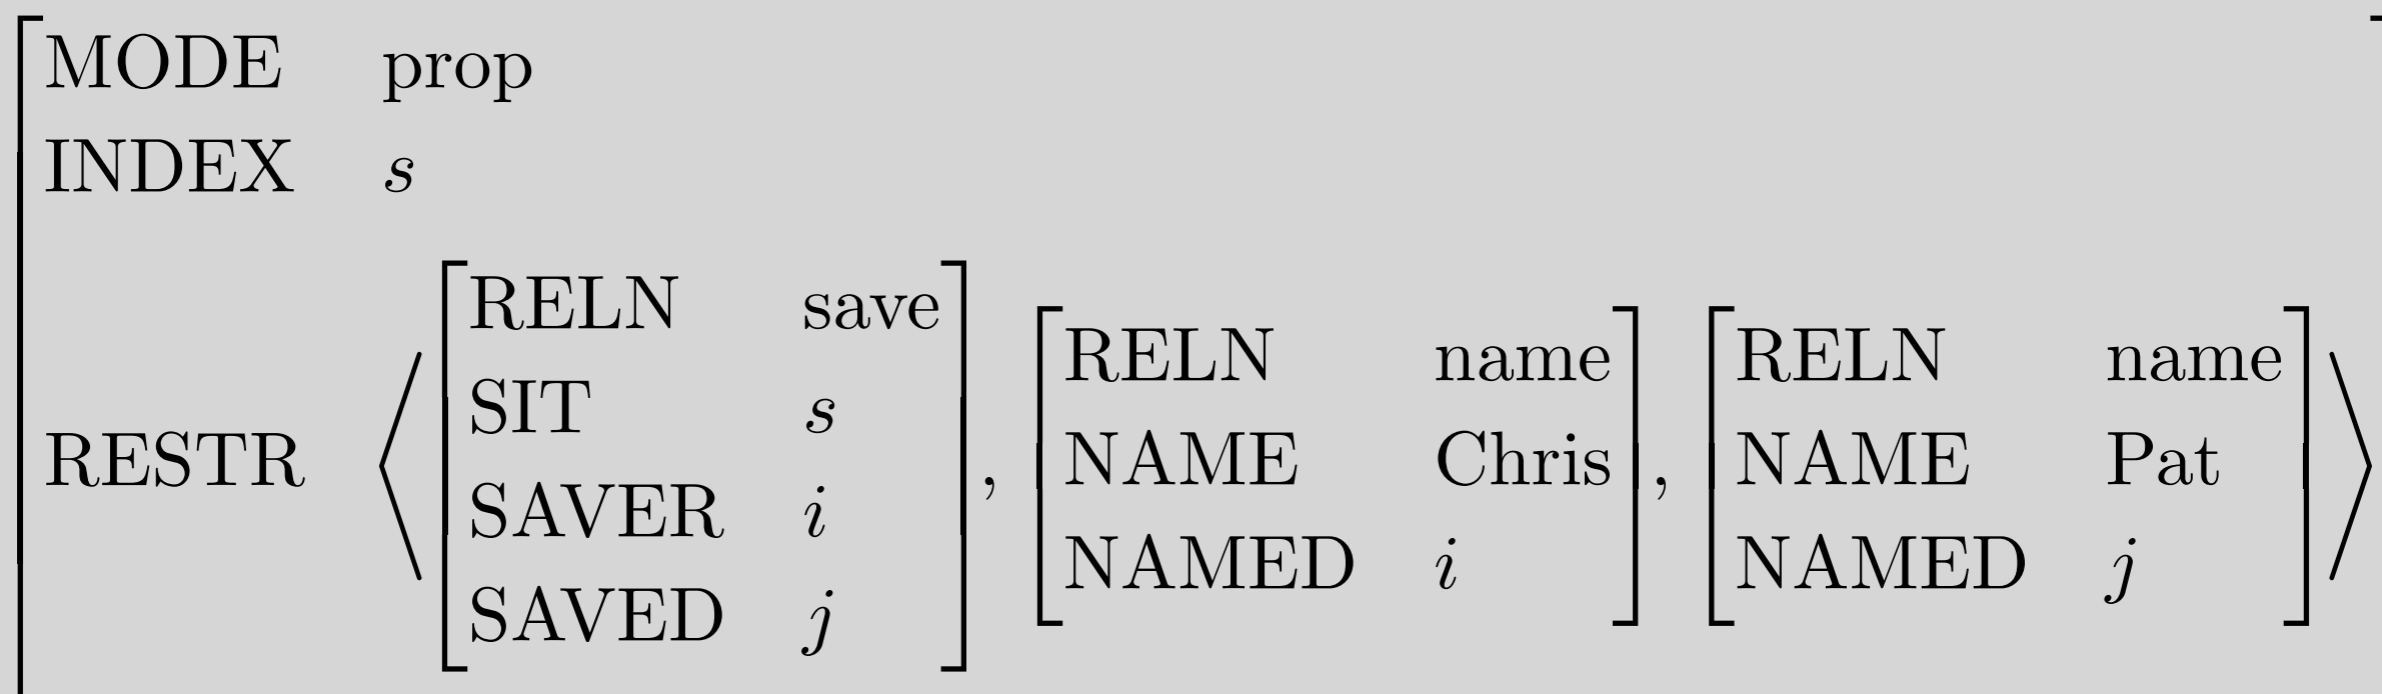 MODE prop
INDEX s
RELN save
SIT s
SAVER i
SAVED j
RESTR ⟨ , , ⟩
RELN name
NAME Chris
NAMED i
RELN name
NAME Pat
NAMED j